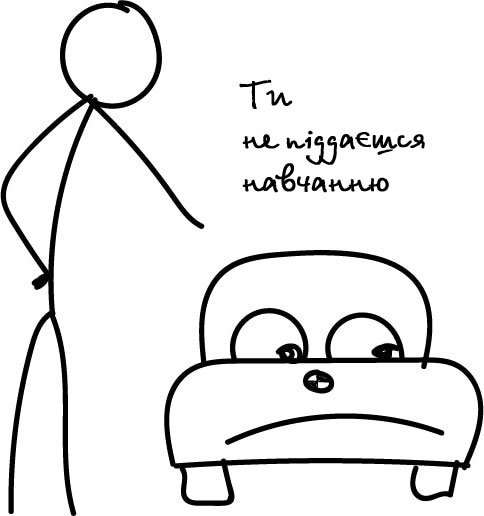 Ти
не піддаєшся
навчанню